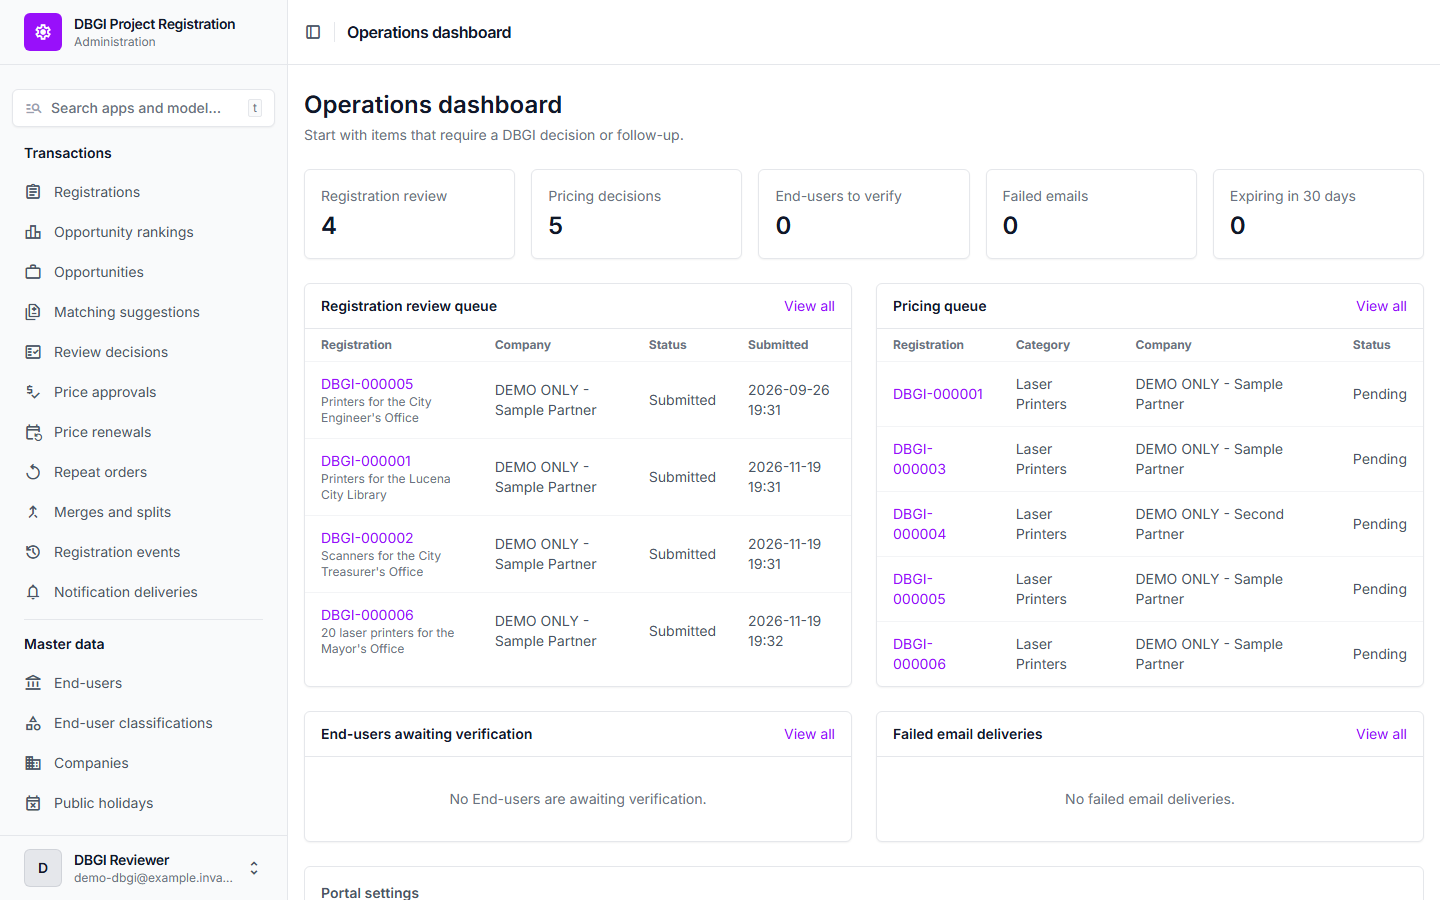 DBGI Project Registration
Administration
Operations dashboard
Search apps and model...
t
Transactions
Registrations
Opportunity rankings
Opportunities
Matching suggestions
Review decisions
Price approvals
Price renewals
Repeat orders
Merges and splits
Registration events
Notification deliveries
Master data
End-users
End-user classifications
Companies
Public holidays
D
DBGI Reviewer
demo-dbgi@example.inva...
Operations dashboard
Start with items that require a DBGI decision or follow-up.
Registration review
4
Pricing decisions
5
End-users to verify
0
Failed emails
0
Expiring in 30 days
0
Registration review queue View all
Registration Company Status Submitted
DBGI-000005
Printers for the City
Engineer's Office
DEMO ONLY -
Sample Partner
Submitted
2026-09-26
19:31
DBGI-000001
Printers for the Lucena
City Library
DEMO ONLY -
Sample Partner
Submitted
2026-11-19
19:31
DBGI-000002
Scanners for the City
Treasurer's Office
DEMO ONLY -
Sample Partner
Submitted
2026-11-19
19:31
DBGI-000006
20 laser printers for the
Mayor's Office
DEMO ONLY -
Sample Partner
Submitted
2026-11-19
19:32
Pricing queue View all
Registration Category Company Status
DBGI-000001
Laser
Printers
DEMO ONLY - Sample
Partner
Pending
DBGI-
000003
Laser
Printers
DEMO ONLY - Sample
Partner
Pending
DBGI-
000004
Laser
Printers
DEMO ONLY - Second
Partner
Pending
DBGI-
000005
Laser
Printers
DEMO ONLY - Sample
Partner
Pending
DBGI-
000006
Laser
Printers
DEMO ONLY - Sample
Partner
Pending
End-users awaiting verification View all
No End-users are awaiting verification.
Failed email deliveries View all
No failed email deliveries.
Portal settings